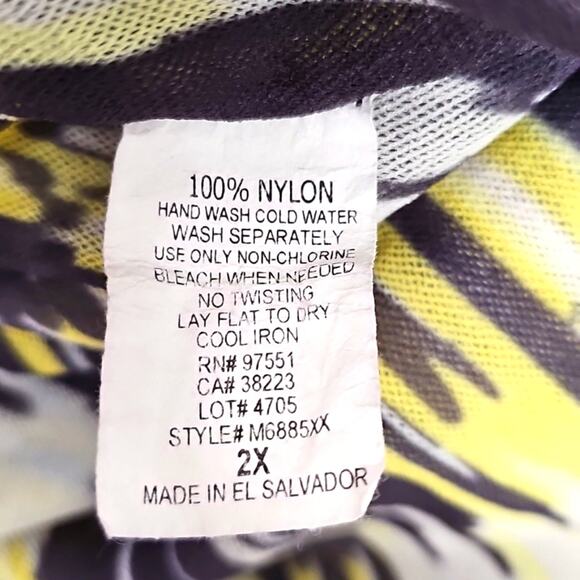 100% NYLON
HAND WASH COLD WATER
WASH SEPARATELY
USE ONLY NON-CHLORINE
BLEACH WHEN NEEDED
NO TWISTING
LAY FLAT TO DRY
COOL IRON
RN# 97551
CA# 38223
LOT# 4705
STYLE# M6885XX
2X
MADE IN EL SALVADOR